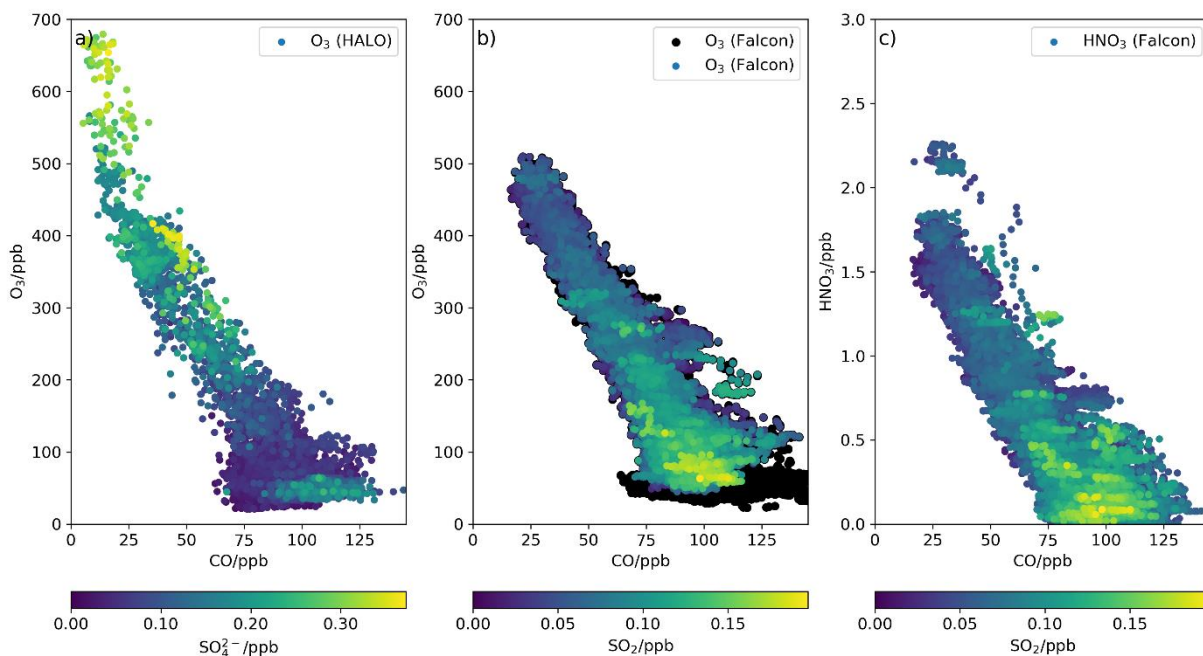 a)
O₃ (HALO)
700
600
500
400
300
200
100
0
O₃/ppb
0 25 50 75 100 125
CO/ppb
0.00 0.10 0.20 0.30
SO₄²⁻/ppb
b)
O₃ (Falcon)
O₃ (Falcon)
700
600
500
400
300
200
100
0
O₃/ppb
0 25 50 75 100 125
CO/ppb
0.00 0.05 0.10 0.15
SO₂/ppb
c)
HNO₃ (Falcon)
3.0
2.5
2.0
1.5
1.0
0.5
0.0
HNO₃/ppb
0 25 50 75 100 125
CO/ppb
0.00 0.05 0.10 0.15
SO₂/ppb